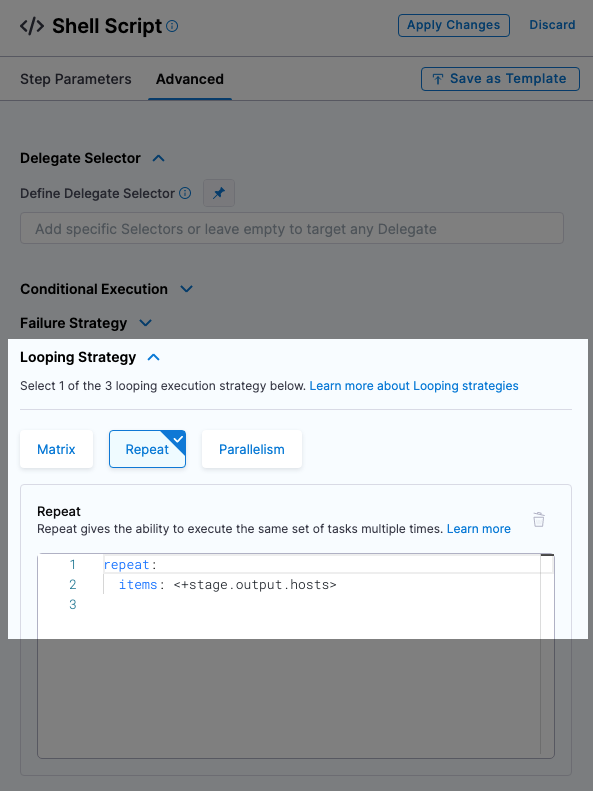 </> Shell Script
Apply Changes
Discard
Step Parameters
Advanced
Save as Template
Delegate Selector
Define Delegate Selector
Add specific Selectors or leave empty to target any Delegate
Conditional Execution
Failure Strategy
Looping Strategy
Select 1 of the 3 looping execution strategy below. Learn more about Looping strategies
Matrix
Repeat
Parallelism
Repeat
Repeat gives the ability to execute the same set of tasks multiple times. Learn more
1 repeat:
2   items: <+stage.output.hosts>
3